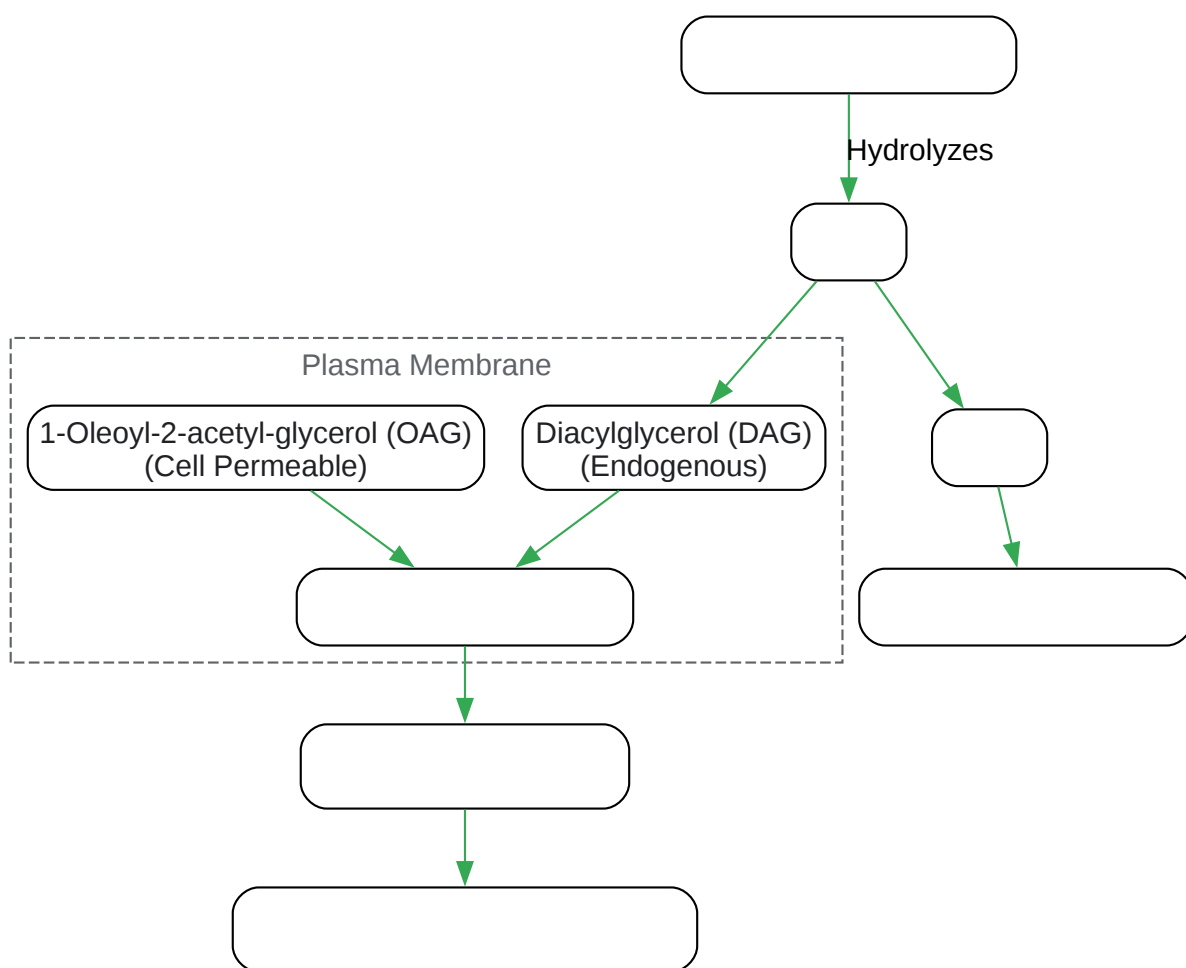 Hydrolyzes
Plasma Membrane
1-Oleoyl-2-acetyl-glycerol (OAG)
(Cell Permeable)
Diacylglycerol (DAG)
(Endogenous)